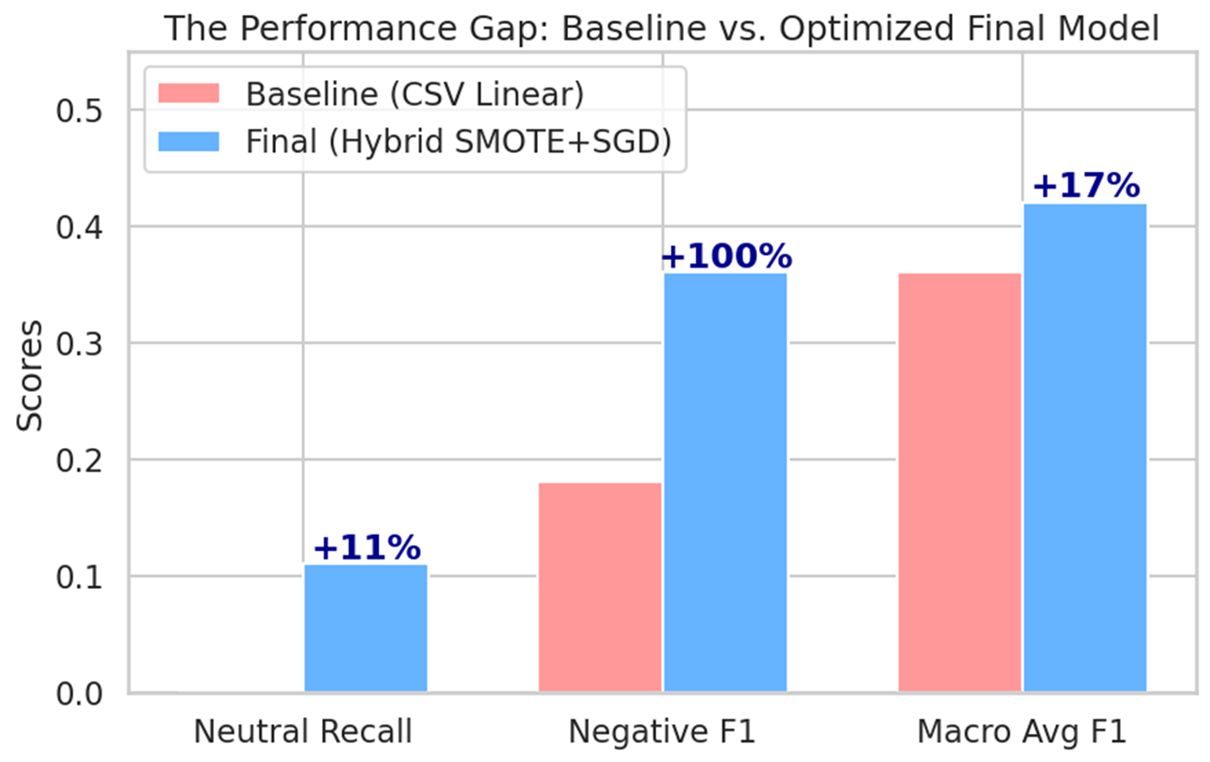 The Performance Gap: Baseline vs. Optimized Final Model
Baseline (CSV Linear)
Final (Hybrid SMOTE+SGD)
Scores
0.5
0.4
0.3
0.2
0.1
0.0
+11%
+100%
+17%
Neutral Recall
Negative F1
Macro Avg F1